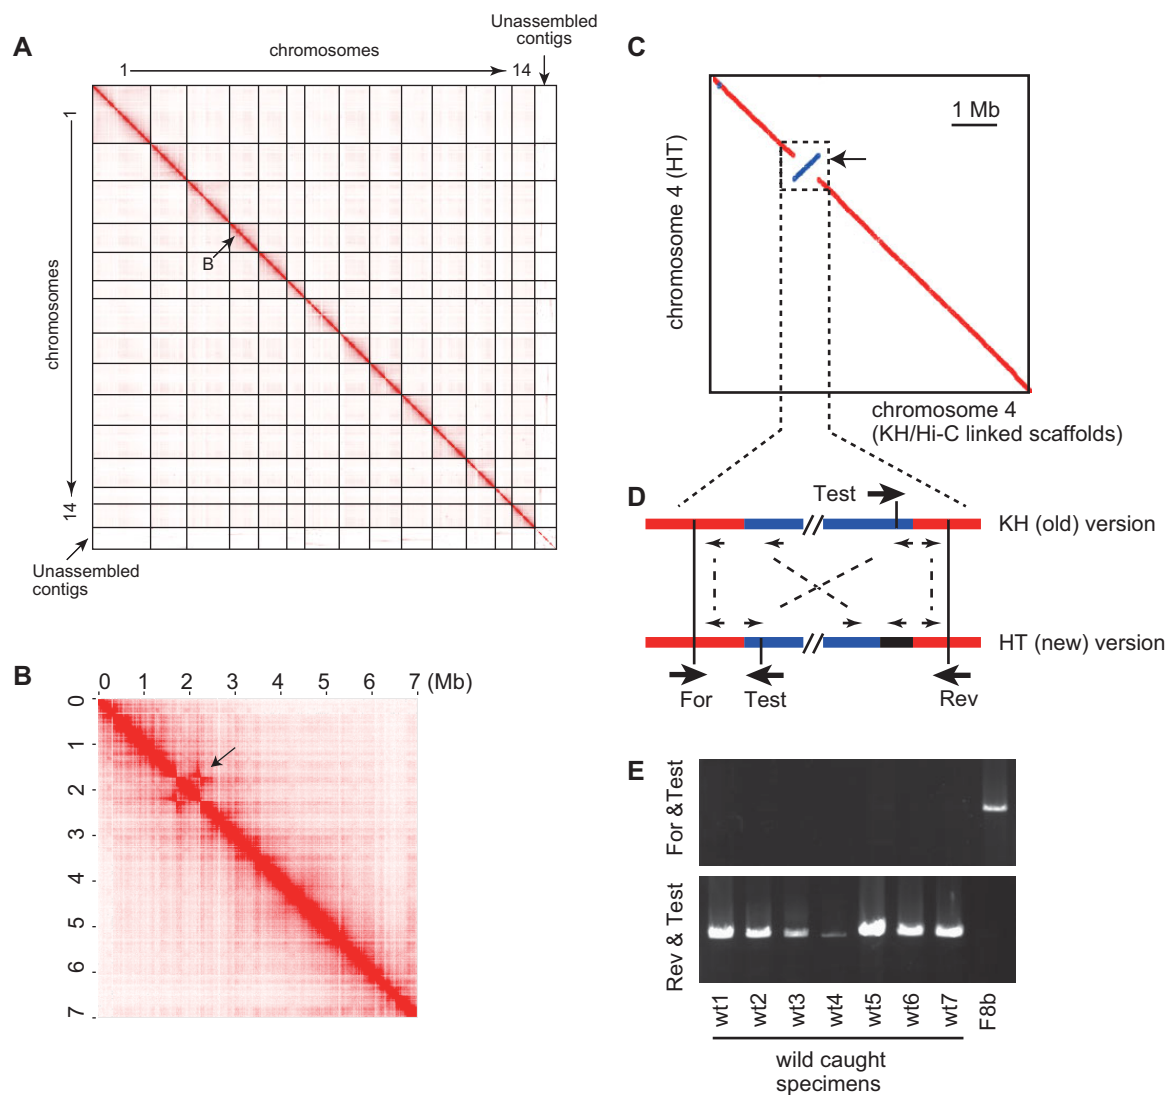 A
chromosomes
1
14
Unassembled
contigs
1
chromosomes
14
B
Unassembled
contigs
B
0 1 2 3 4 5 6 7 (Mb)
0
1
2
3
4
5
6
7
C
1 Mb
chromosome 4 (HT)
chromosome 4
(KH/Hi-C linked scaffolds)
D
Test
KH (old) version
HT (new) version
For
Test
Rev
E
For &Test
Rev & Test
wt1
wt2
wt3
wt4
wt5
wt6
wt7
F8b
wild caught
specimens